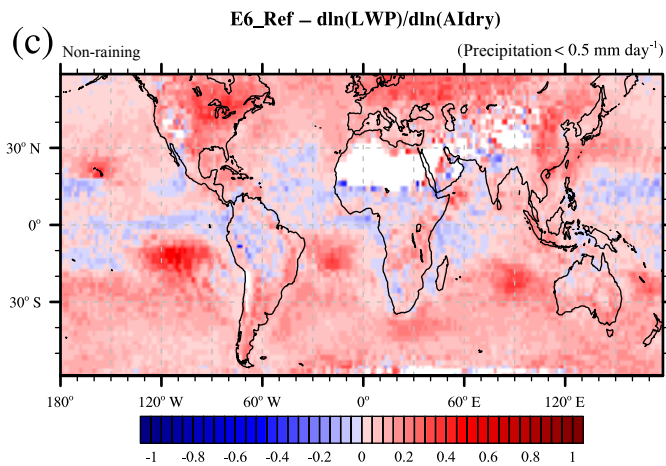 E6_Ref – dln(LWP)/dln(AIdry)
(c) Non-raining (Precipitation < 0.5 mm day⁻¹)
30° N
0°
30° S
180° 120° W 60° W 0° 60° E 120° E
-1 -0.8 -0.6 -0.4 -0.2 0 0.2 0.4 0.6 0.8 1